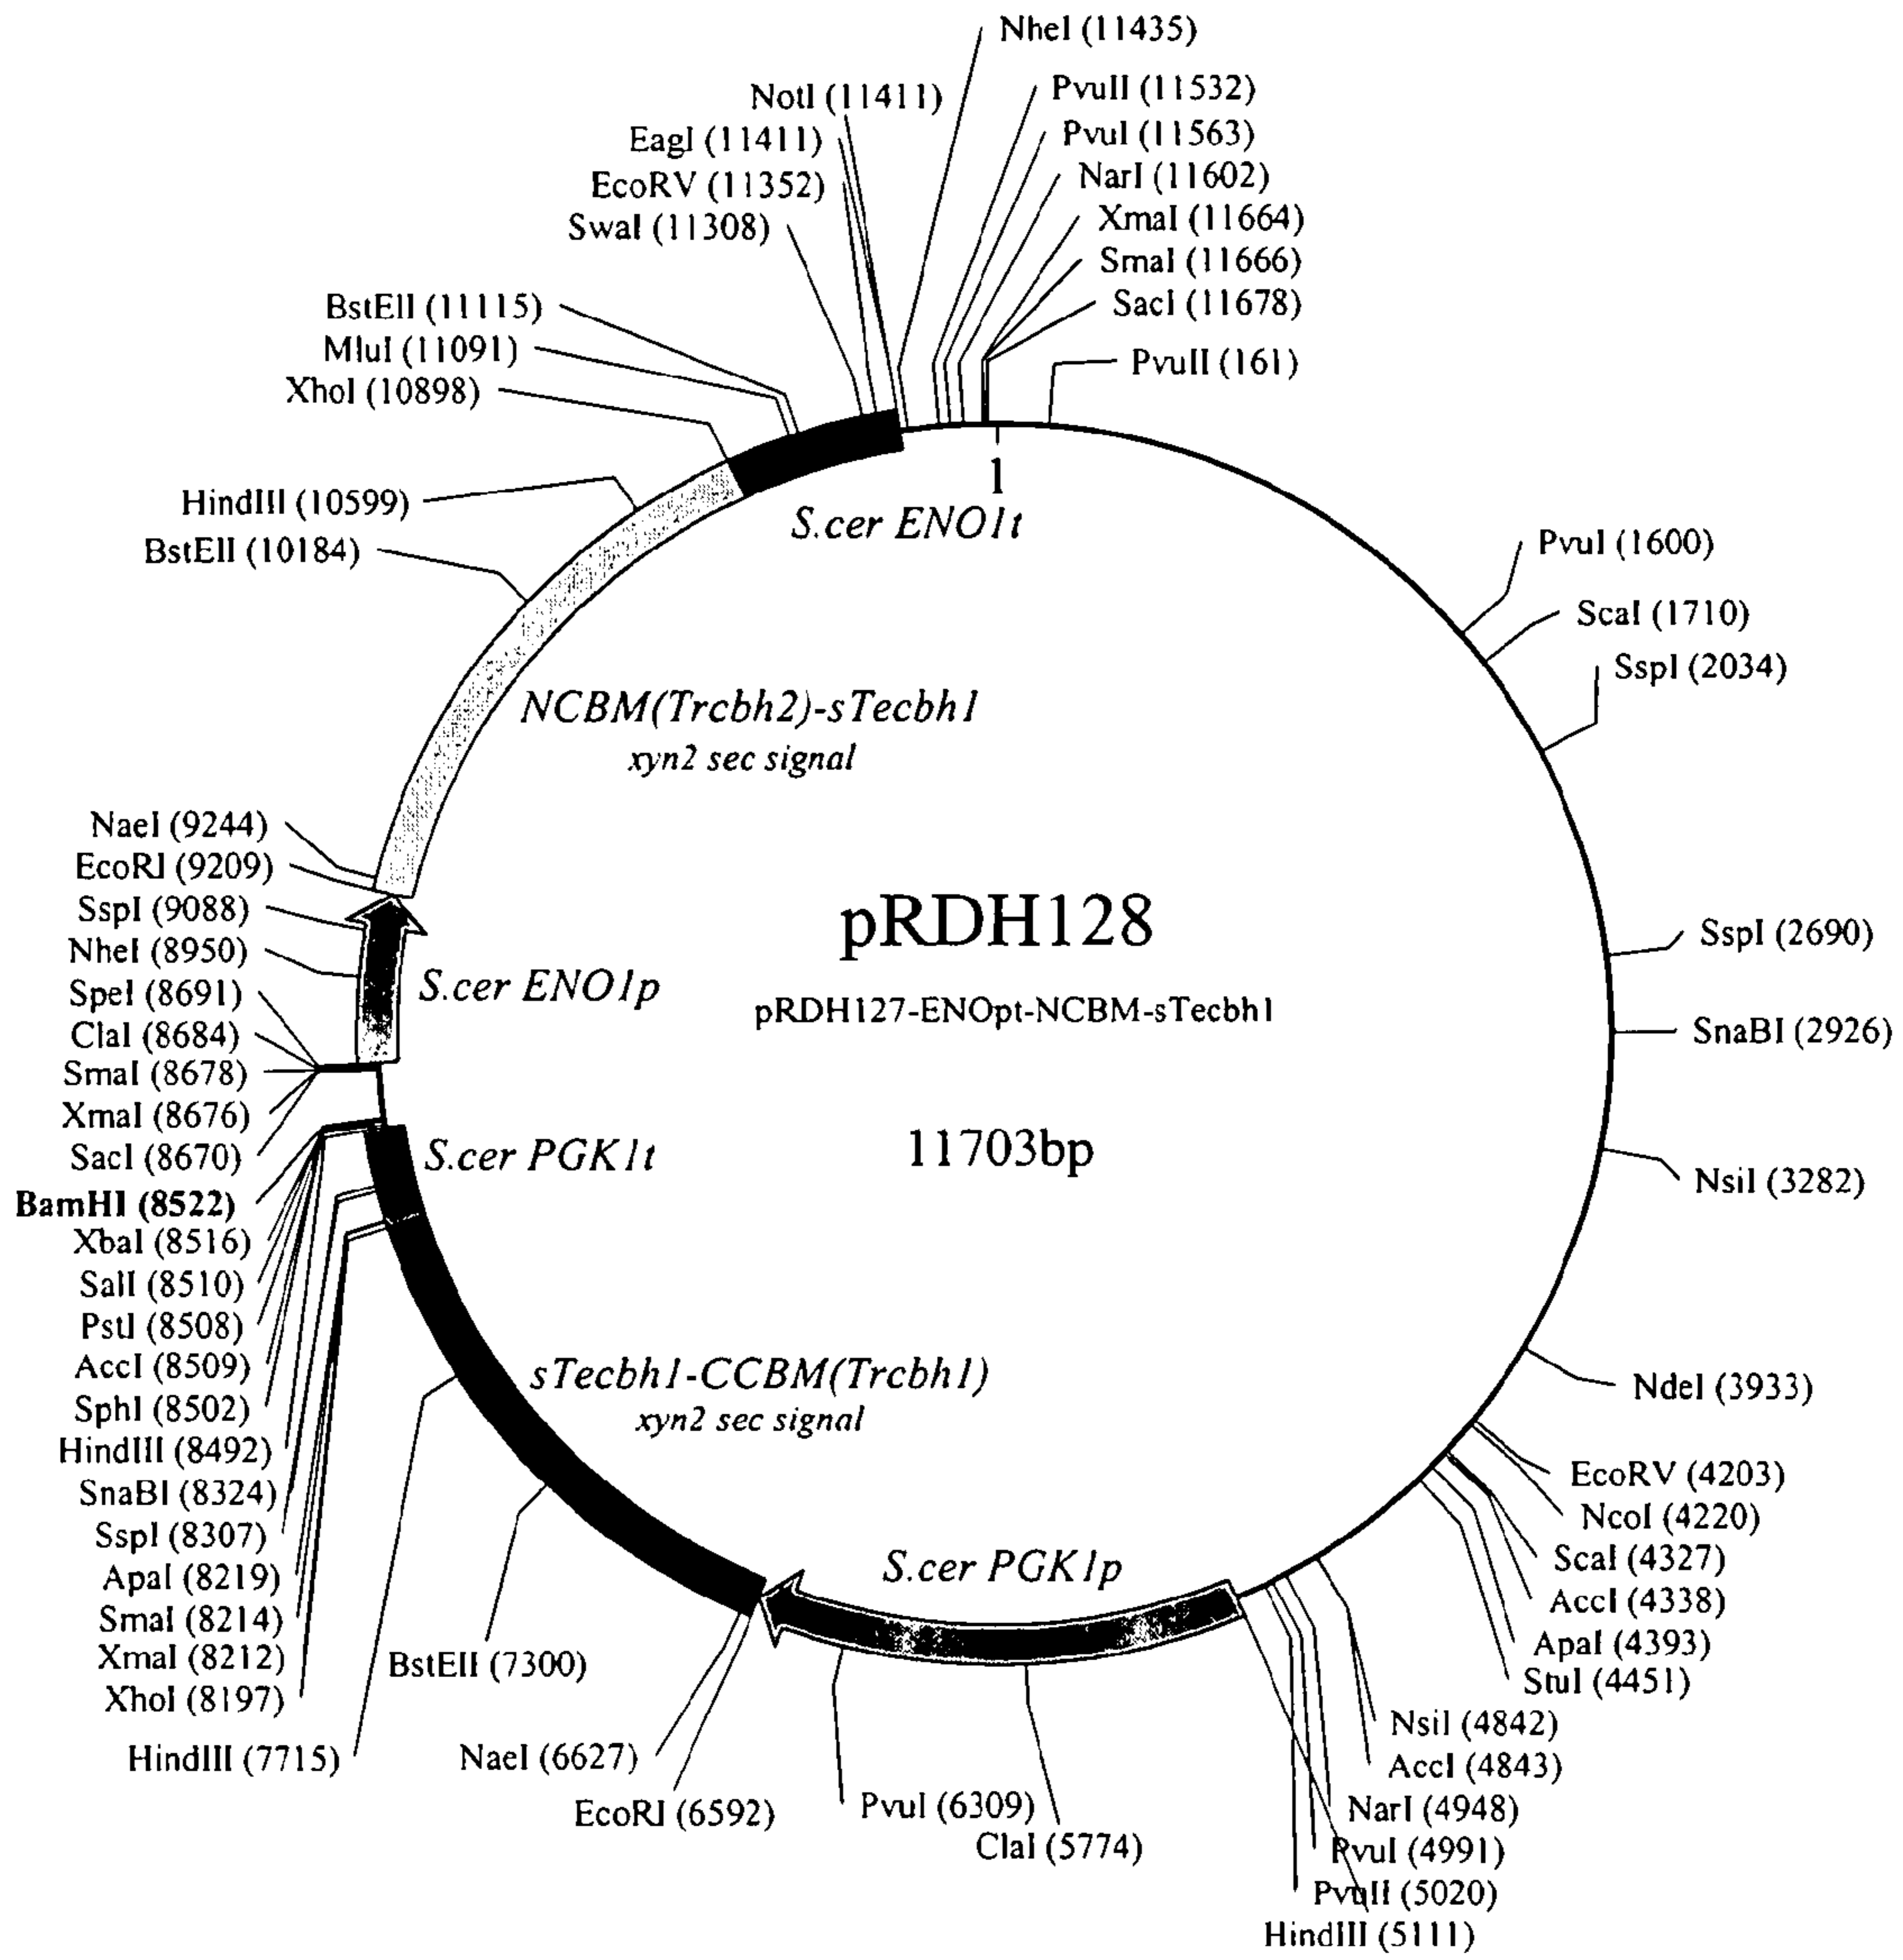 NheI (11435)
NotI (11411)
PvuII (11532)
EagI (11411)
PvuI (11563)
EcoRV (11352)
NarI (11602)
SwaI (11308)
XmaI (11664)
SmaI (11666)
BstEII (11115)
SacI (11678)
MluI (11091)
PvuII (161)
XhoI (10898)
1
HindIII (10599)
S.cer ENO1t
BstEII (10184)
PvuI (1600)
ScaI (1710)
SspI (2034)
NCBM(Trcbh2)-sTecbh1
xyn2 sec signal
NaeI (9244)
EcoRI (9209)
SspI (9088)
pRDH128
SspI (2690)
NheI (8950)
S.cer ENO1p
SpeI (8691)
pRDH127-ENOpt-NCBM-sTecbh1
ClaI (8684)
SnaBI (2926)
SmaI (8678)
XmaI (8676)
SacI (8670)
S.cer PGK1t
11703bp
NsiI (3282)
BamHI (8522)
XbaI (8516)
SalI (8510)
PstI (8508)
AccI (8509)
sTecbh1-CCBM(Trcbh1)
xyn2 sec signal
NdeI (3933)
SphI (8502)
HindIII (8492)
EcoRV (4203)
SnaBI (8324)
NcoI (4220)
SspI (8307)
ScaI (4327)
S.cer PGK1p
ApaI (8219)
AccI (4338)
SmaI (8214)
ApaI (4393)
XmaI (8212)
BstEII (7300)
StuI (4451)
XhoI (8197)
NsiI (4842)
HindIII (7715)
NaeI (6627)
AccI (4843)
EcoRI (6592)
PvuI (6309)
NarI (4948)
ClaI (5774)
PvuI (4991)
PvuII (5020)
HindIII (5111)